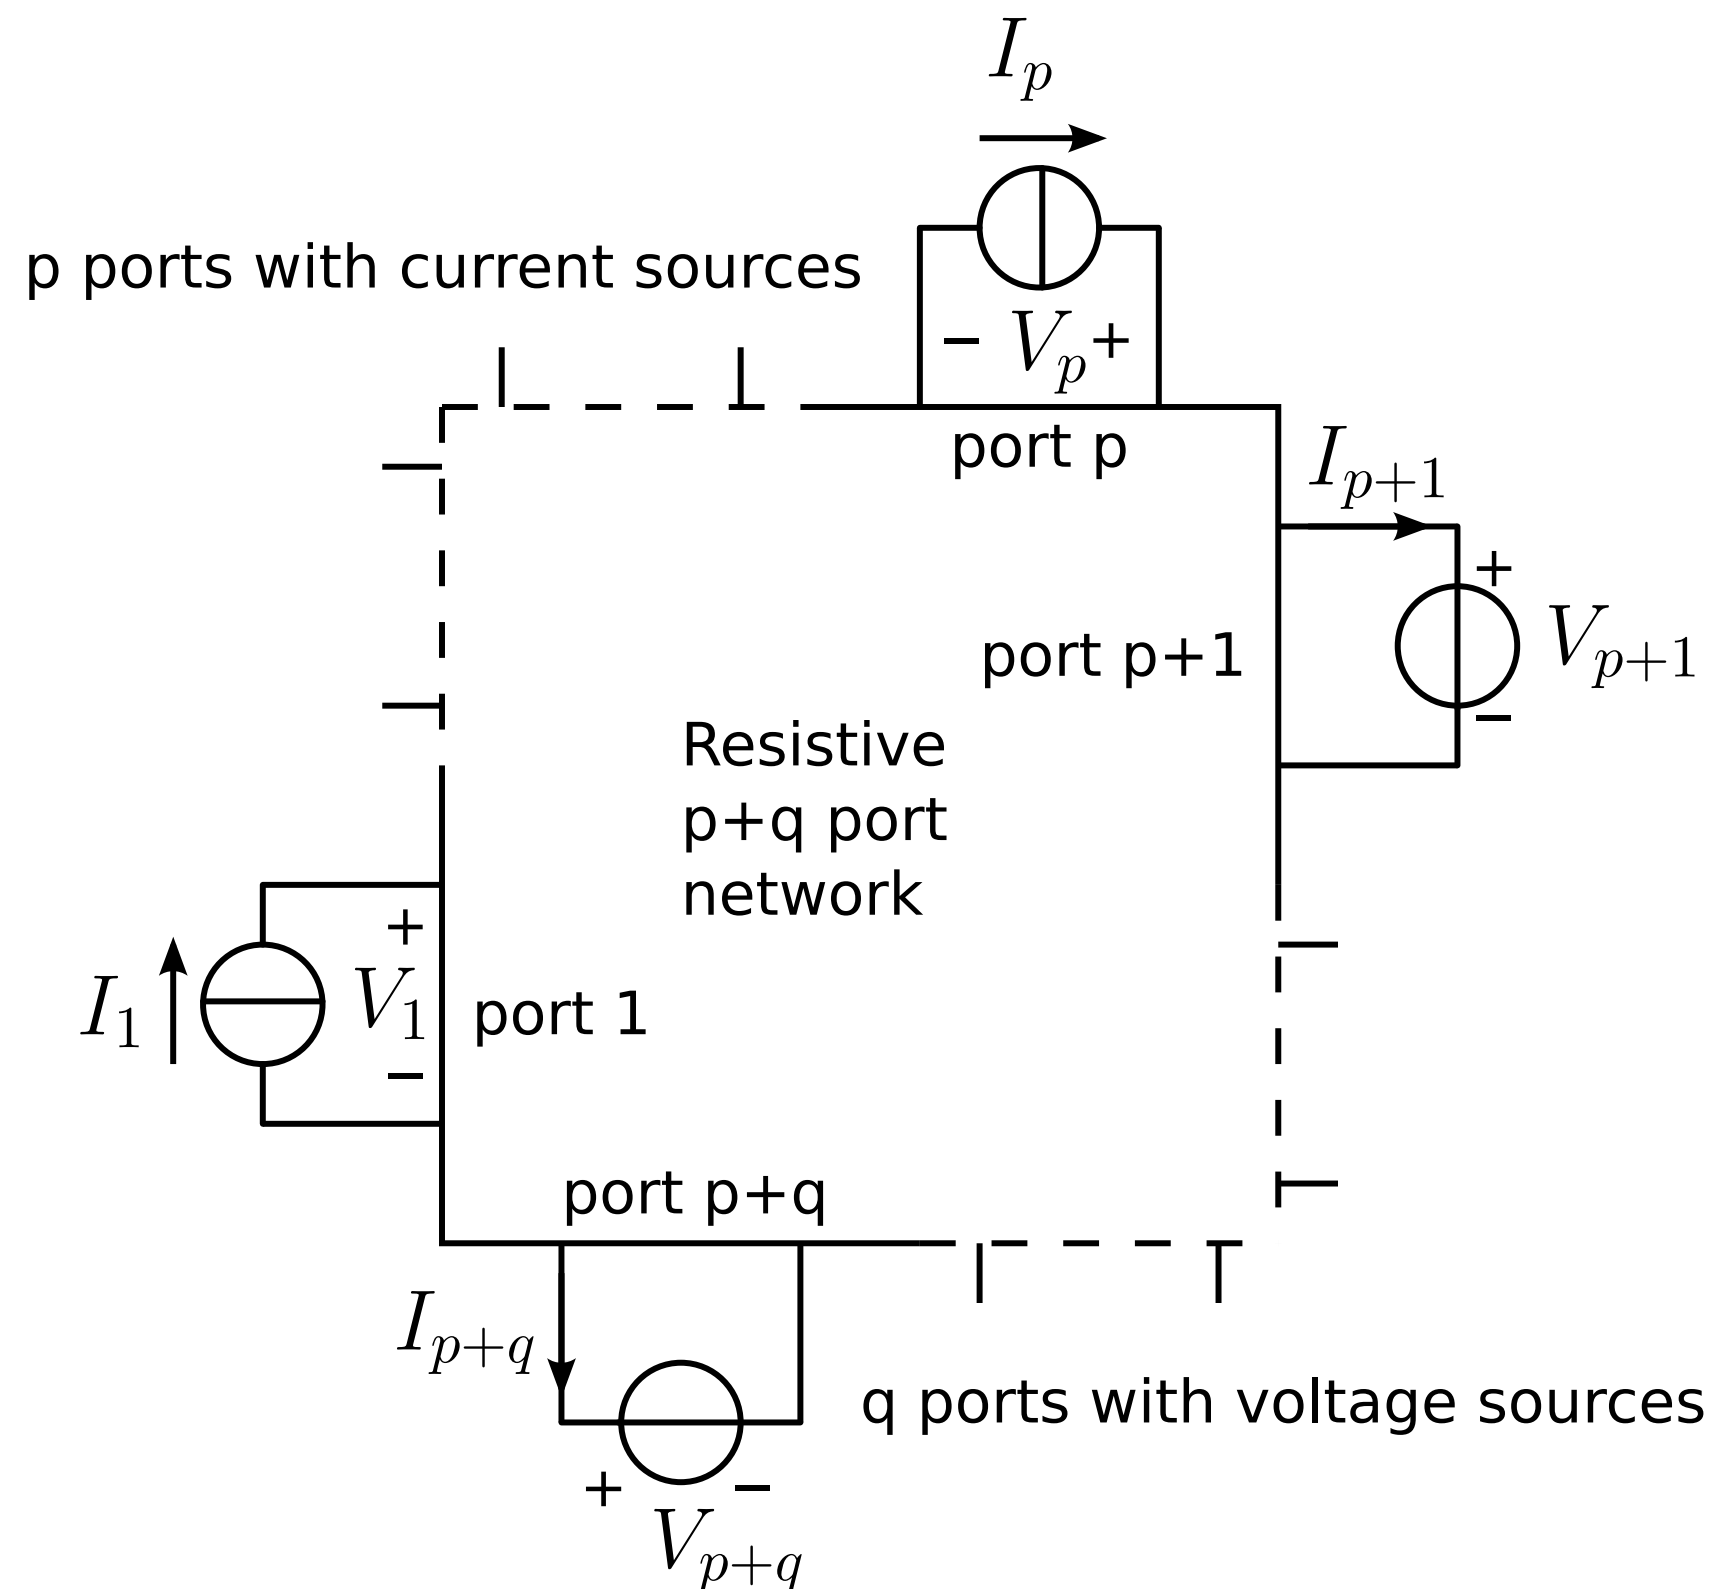 I_p
p ports with current sources
− V_p +
port p
I_{p+1}
+
port p+1
V_{p+1}
−
Resistive
p+q port
network
+
I_1
V_1
port 1
−
port p+q
I_{p+q}
q ports with voltage sources
+ −
V_{p+q}